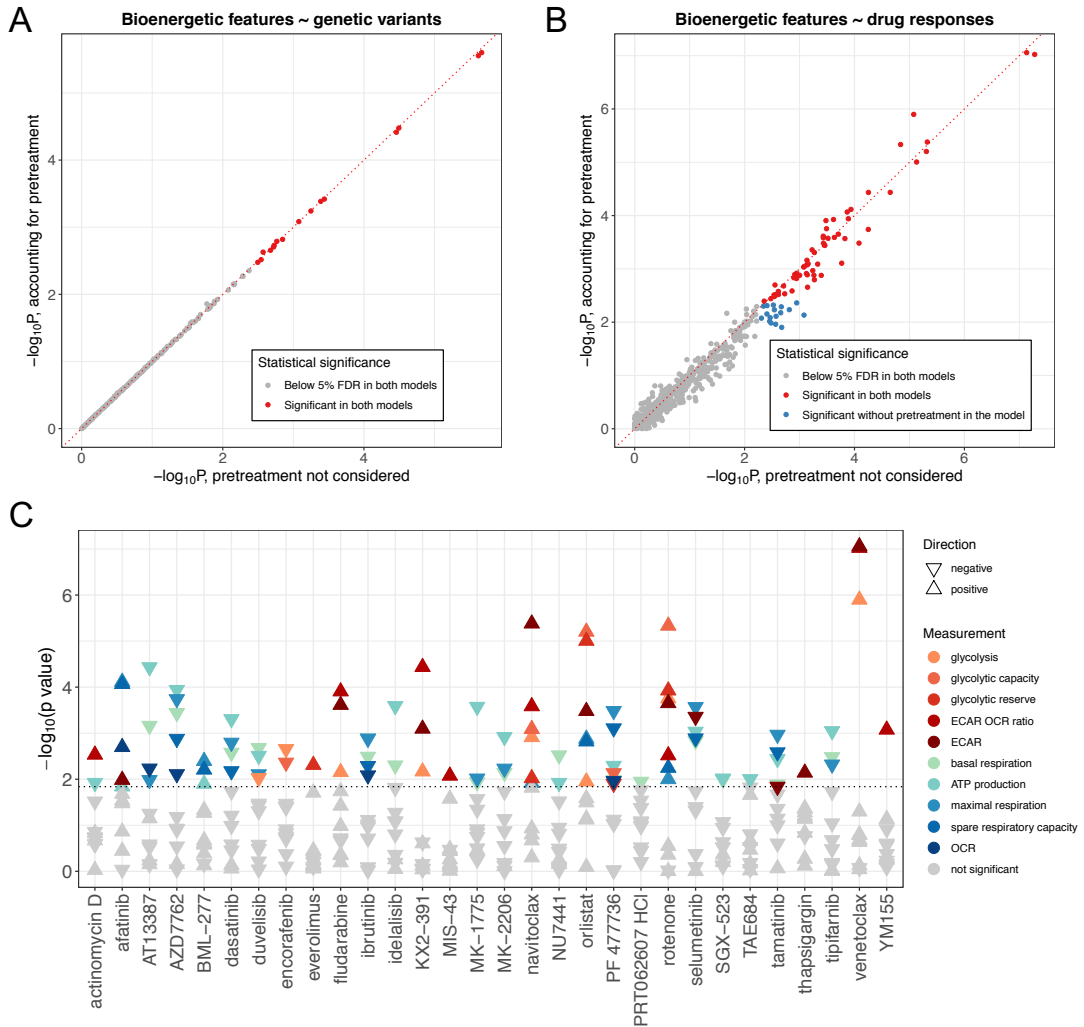 A
Bioenergetic features ~ genetic variants
−log10P, accounting for pretreatment
4
2
0
0
2
4
−log10P, pretreatment not considered
Statistical significance
Below 5% FDR in both models
Significant in both models
B
Bioenergetic features ~ drug responses
−log10P, accounting for pretreatment
6
4
2
0
0
2
4
6
−log10P, pretreatment not considered
Statistical significance
Below 5% FDR in both models
Significant in both models
Significant without pretreatment in the model
C
−log10(p value)
6
4
2
0
actinomycin D
afatinib
AT13387
AZD7762
BML−277
dasatinib
duvelisib
encorafenib
everolimus
fludarabine
ibrutinib
idelalisib
KX2−391
MIS−43
MK−1775
MK−2206
navitoclax
NU7441
orlistat
PF 477736
PRT062607 HCl
rotenone
selumetinib
SGX−523
TAE684
tamatinib
thapsigargin
tipifarnib
venetoclax
YM155
Direction
negative
positive
Measurement
glycolysis
glycolytic capacity
glycolytic reserve
ECAR OCR ratio
ECAR
basal respiration
ATP production
maximal respiration
spare respiratory capacity
OCR
not significant